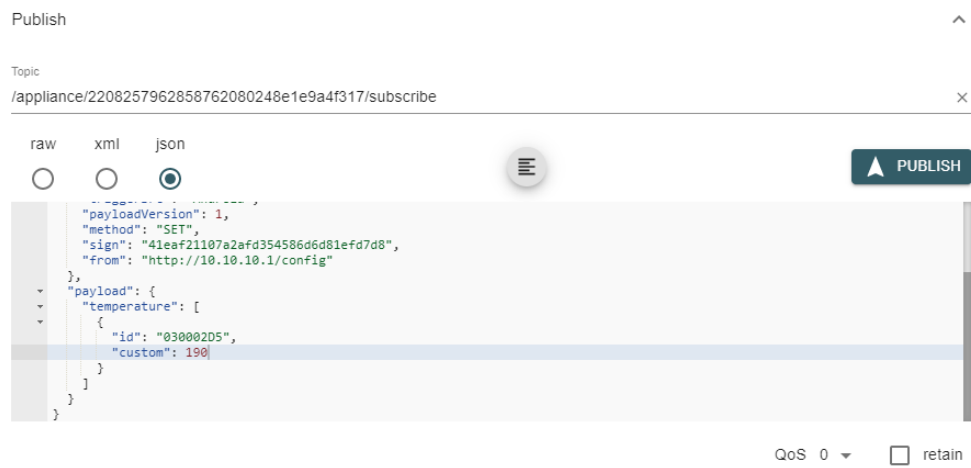 Publish
Topic
/appliance/2208257962858762080248e1e9a4f317/subscribe
raw xml json
PUBLISH
"payloadVersion": 1,
"method": "SET",
"sign": "41eaf21107a2afd354586d6d81efd7d8",
"from": "http://10.10.10.1/config"
},
"payload": {
"temperature": [
{
"id": "030002D5",
"custom": 190
}
]
}
}
QoS 0 retain